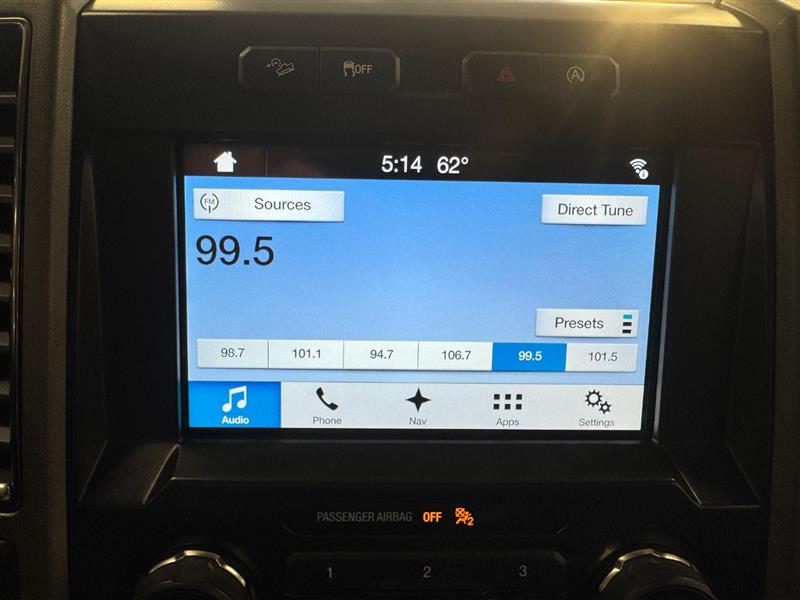 OFF
A
5:14 62°
FM Sources
Direct Tune
99.5
Presets
98.7 101.1 94.7 106.7 99.5 101.5
Audio Phone Nav Apps Settings
PASSENGER AIRBAG OFF 2
1 2 3